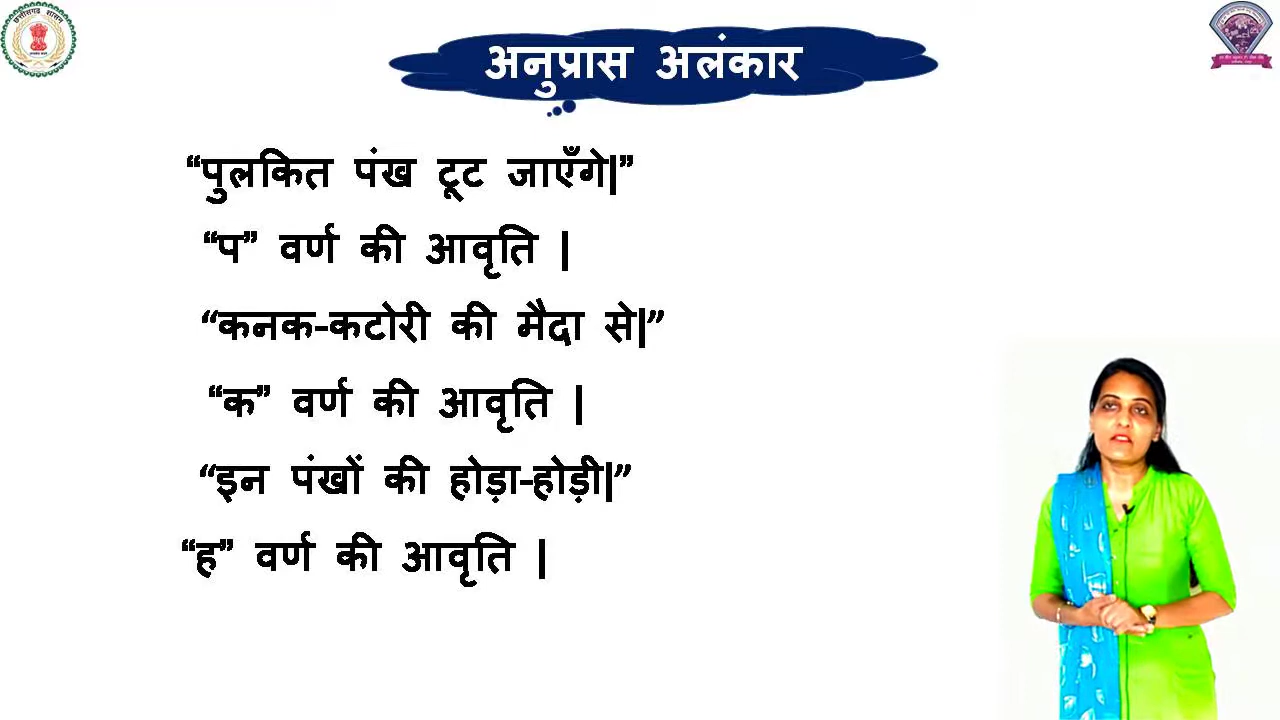 अनुप्रास अलंकार
“पुलकित पंख टूट जाएँगे|”
“प” वर्ण की आवृति |
“कनक-कटोरी की मैदा से|”
“क” वर्ण की आवृति |
“इन पंखों की होड़ा-होड़ी|”
“ह” वर्ण की आवृति |